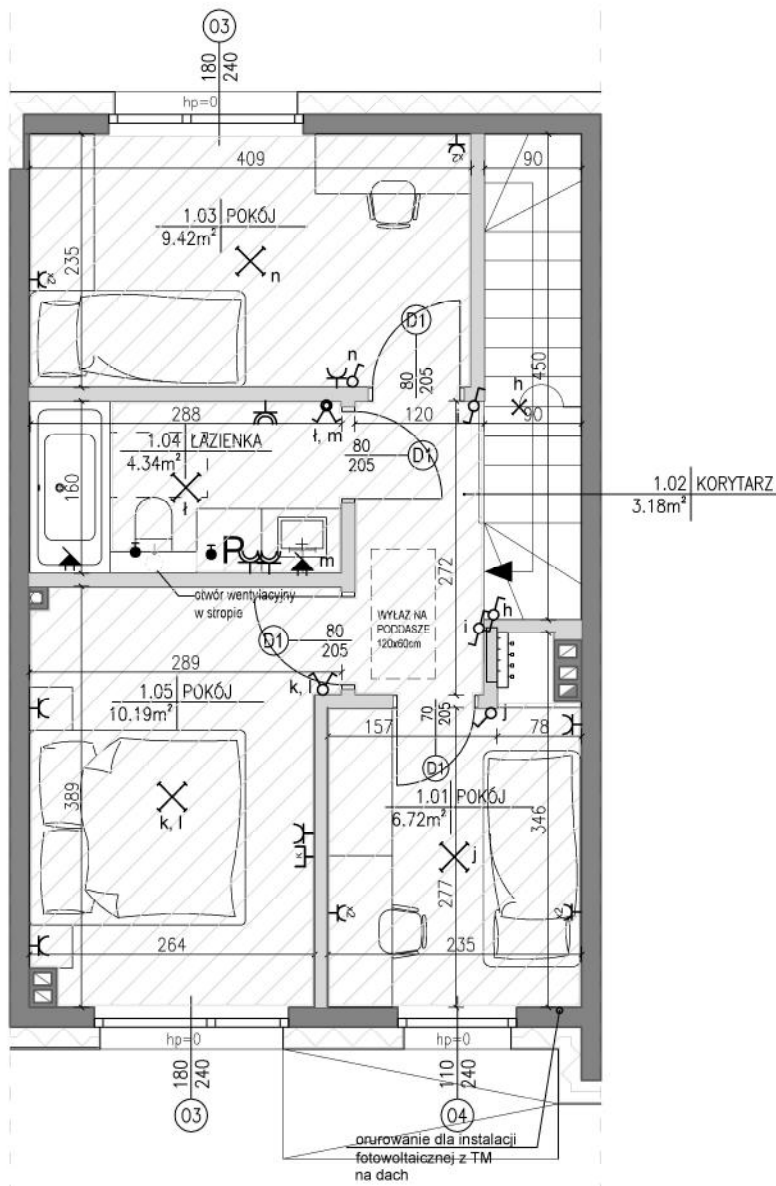 03
180
240
hp=0
409
90
x2
1.03 POKÓJ
9.42m²
235
n
x2
D1
n
80
205
450
h
i
288
120
90
ł, m
1.04 ŁAZIENKA
4.34m²
80
205
D1
160
ł
1.02 KORYTARZ
3.18m²
m
otwór wentylacyjny
w stropie
272
WYŁAZ NA
PODDASZE
120x60cm
h
i
D1
80
205
289
k, l
1.05 POKÓJ
10.19m²
70
205
j
157
78
D1
389
k, l
1.01 POKÓJ
6.72m²
346
j
K
277
x2
x2
264
235
hp=0
hp=0
180
240
110
240
03
04
orurowanie dla instalacji
fotowoltaicznej z TM
na dach